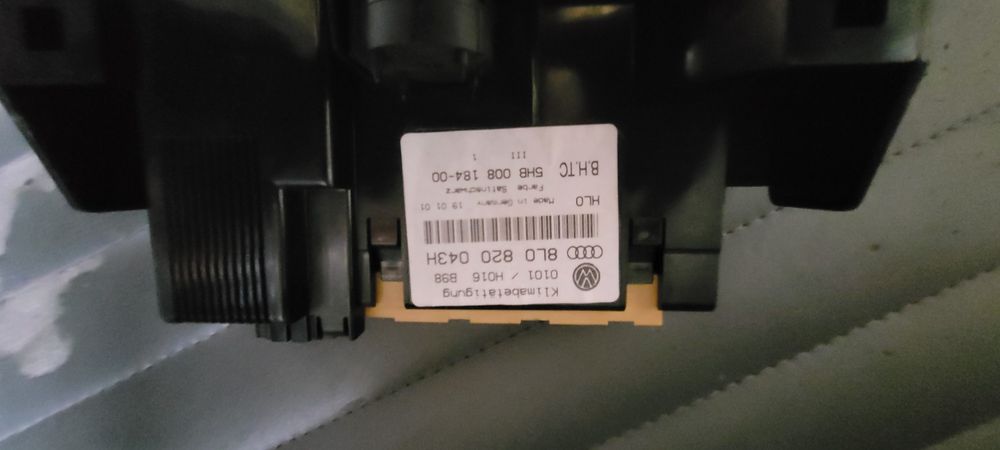 Klimabetätigung
0101 / H016 B98
8L0 820 043H
HLO Made in Germany 19 01 01
Farbe Satinschwarz
B.H.TC 5HB 008 184-00
III 1